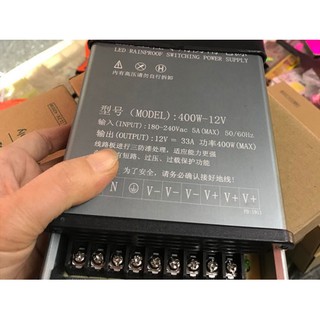 LED RAINPROOF SWITCHING POWER SUPPLY
内有高压请勿自行拆卸
型号(MODEL):400W-12V
输入(INPUT):180-240Vac 5A(MAX) 50/60Hz
输出(OUTPUT):12V ⎓ 33A 功率400W(MAX)
线路板进行三防漆处理,适应能力更强
有短路、过压、过载保护功能
为了安全,请务必确认接好地线!
N ⏚ V- V- V- V+ V+ V+